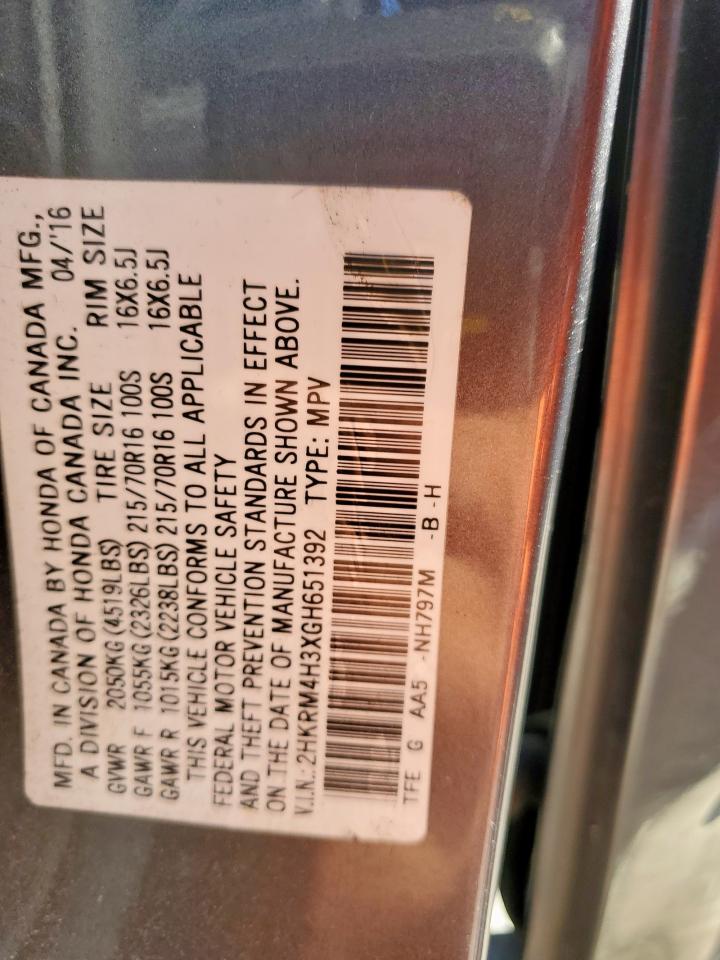 MFD. IN CANADA BY HONDA OF CANADA MFG.,
A DIVISION OF HONDA CANADA INC. 04/'16
GVWR 2050KG (4519LBS) TIRE SIZE RIM SIZE
GAWR F 1055KG (2326LBS) 215/70R16 100S 16X6.5J
GAWR R 1015KG (2238LBS) 215/70R16 100S 16X6.5J
THIS VEHICLE CONFORMS TO ALL APPLICABLE
FEDERAL MOTOR VEHICLE SAFETY
AND THEFT PREVENTION STANDARDS IN EFFECT
ON THE DATE OF MANUFACTURE SHOWN ABOVE.
V.I.N.: 2HKRM4H3XGH651392 TYPE: MPV
TFE G AA5 -NH797M -B -H